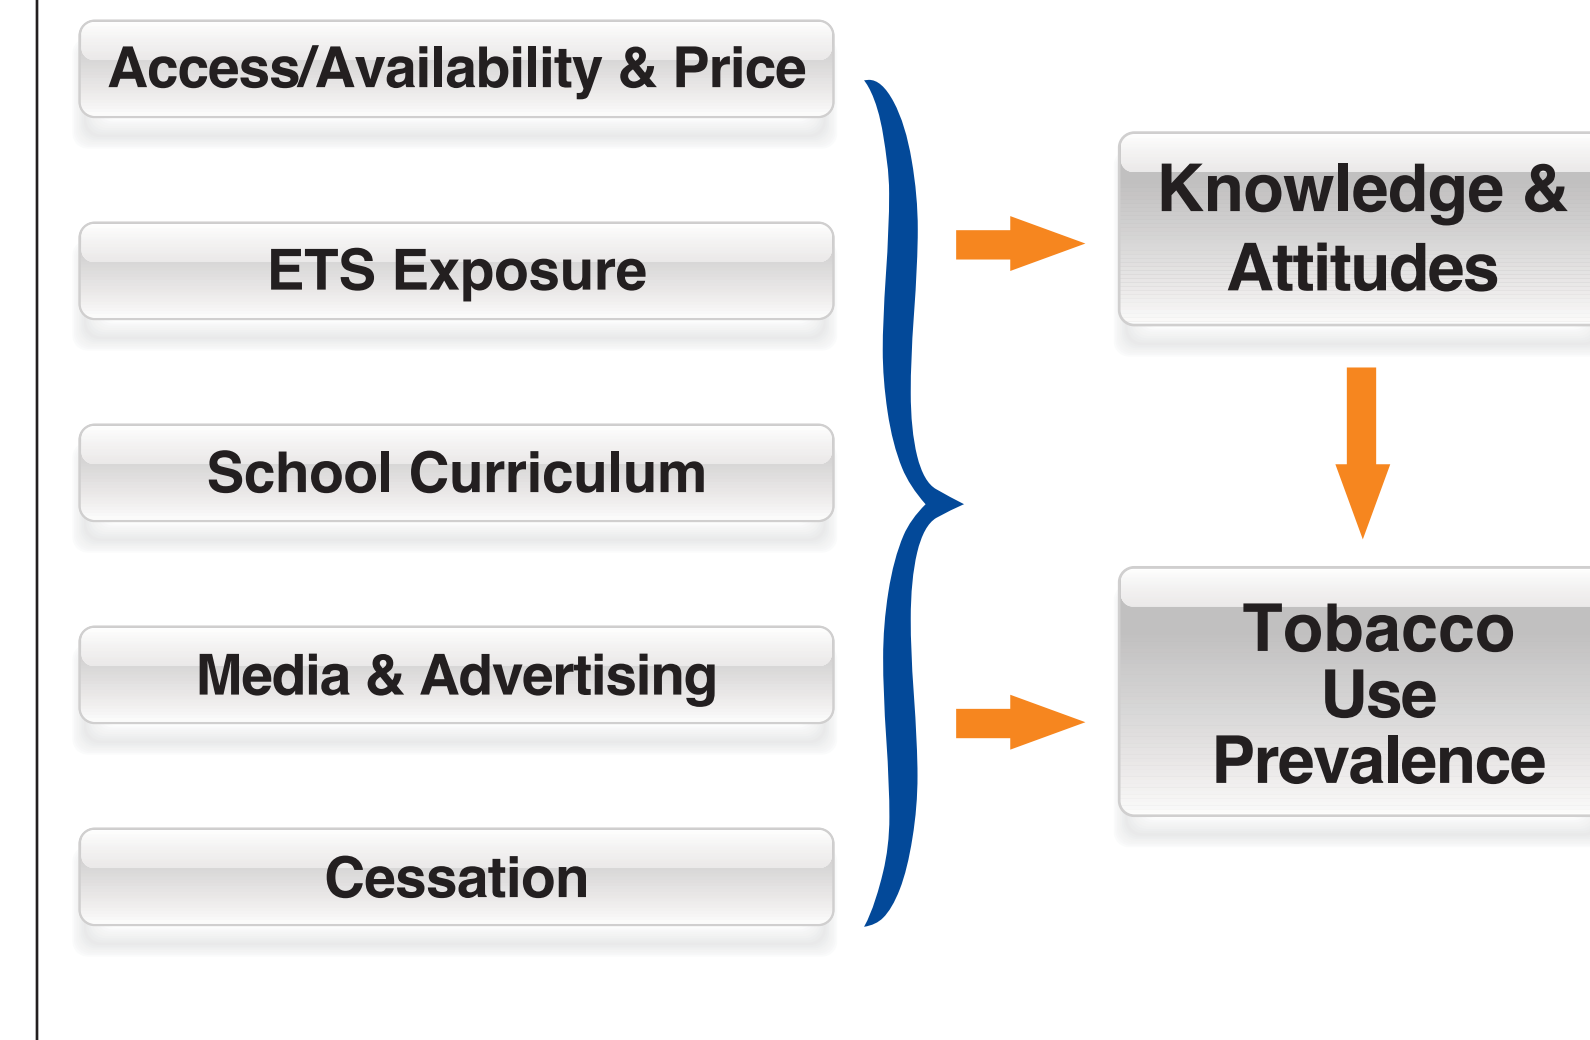 Access/Availability & Price
ETS Exposure
School Curriculum
Media & Advertising
Cessation
Knowledge &
Attitudes
Tobacco
Use
Prevalence